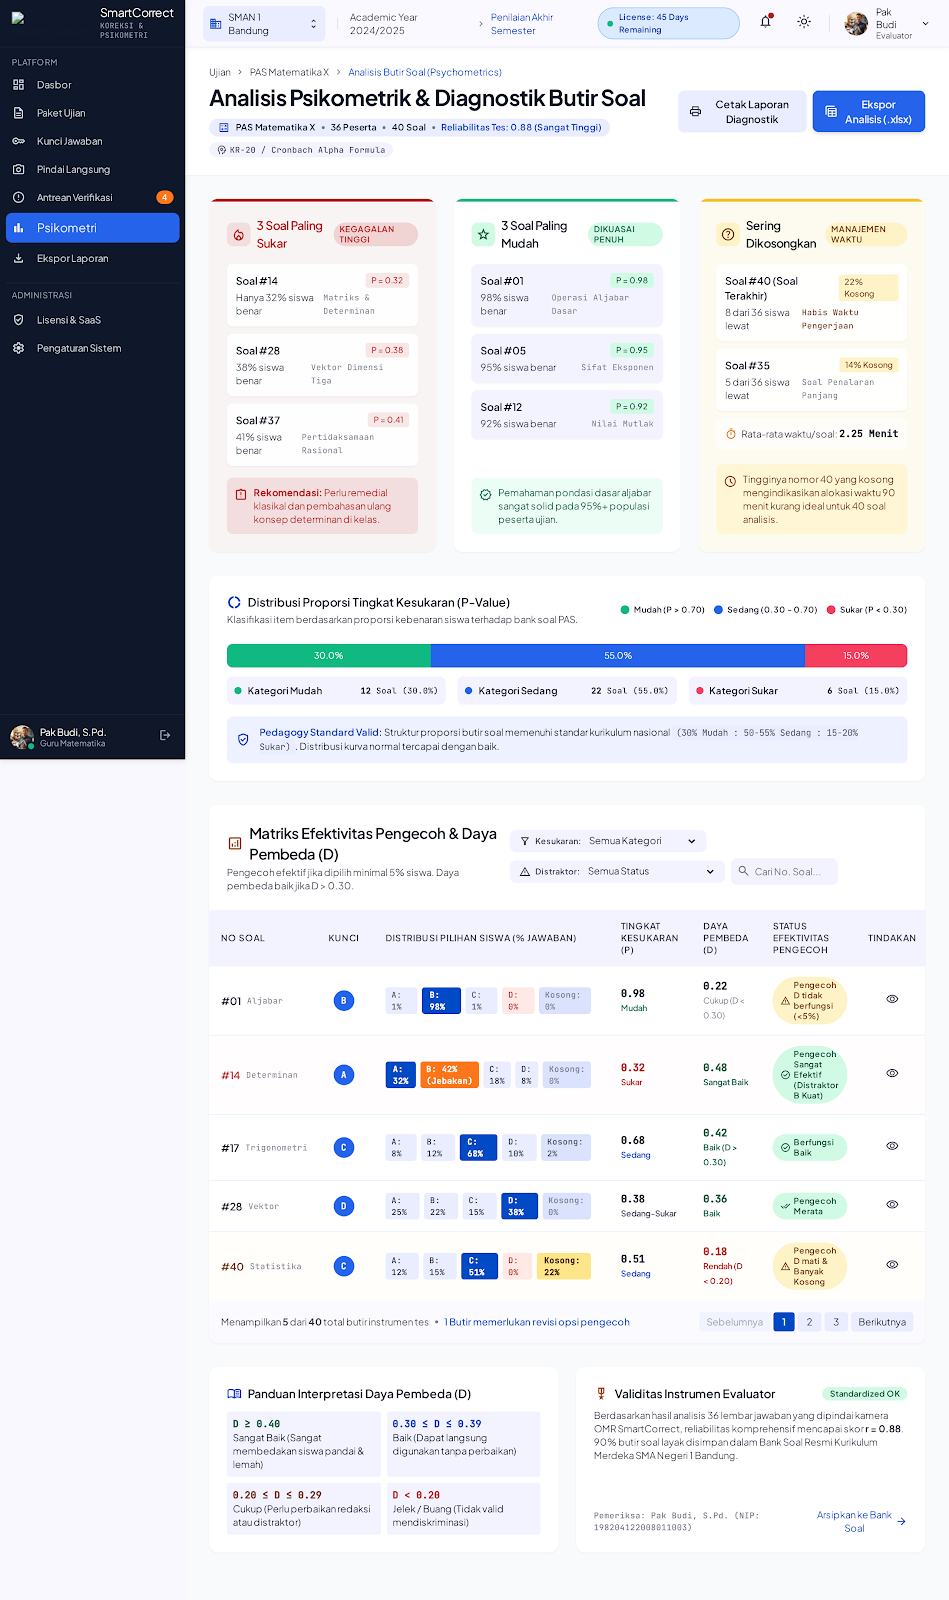 SmartCorrect
KOREKSI &
PSIKOMETRI
PLATFORM
Dasbor
Paket Ujian
Kunci Jawaban
Pindai Langsung
Antrean Verifikasi 4
Psikometri
Ekspor Laporan
ADMINISTRASI
Lisensi & SaaS
Pengaturan Sistem
Pak Budi, S.Pd.
Guru Matematika
SMAN 1
Bandung
Academic Year
2024/2025
Penilaian Akhir
Semester
License: 45 Days
Remaining
Pak
Budi
Evaluator
Ujian > PAS Matematika X > Analisis Butir Soal (Psychometrics)
Analisis Psikometrik & Diagnostik Butir Soal
PAS Matematika X • 36 Peserta • 40 Soal • Reliabilitas Tes: 0.88 (Sangat Tinggi)
KR-20 / Cronbach Alpha Formula
Cetak Laporan
Diagnostik
Ekspor
Analisis (.xlsx)
3 Soal Paling
Sukar
KEGAGALAN
TINGGI
Soal #14
P = 0.32
Hanya 32% siswa
benar
Matriks &
Determinan
Soal #28
P = 0.38
38% siswa
benar
Vektor Dimensi
Tiga
Soal #37
P = 0.41
41% siswa
benar
Pertidaksamaan
Rasional
Rekomendasi: Perlu remedial
klasikal dan pembahasan ulang
konsep determinan di kelas.
3 Soal Paling
Mudah
DIKUASAI
PENUH
Soal #01
P = 0.98
98% siswa
benar
Operasi Aljabar
Dasar
Soal #05
P = 0.95
95% siswa benar
Sifat Eksponen
Soal #12
P = 0.92
92% siswa benar
Nilai Mutlak
Pemahaman pondasi dasar aljabar
sangat solid pada 95%+ populasi
peserta ujian.
Sering
Dikosongkan
MANAJEMEN
WAKTU
Soal #40 (Soal
Terakhir)
22%
Kosong
8 dari 36 siswa
lewat
Habis Waktu
Pengerjaan
Soal #35
14% Kosong
5 dari 36 siswa
lewat
Soal Penalaran
Panjang
Rata-rata waktu/soal: 2.25 Menit
Tingginya nomor 40 yang kosong
mengindikasikan alokasi waktu 90
menit kurang ideal untuk 40 soal
analisis.
Distribusi Proporsi Tingkat Kesukaran (P-Value)
Klasifikasi item berdasarkan proporsi kebenaran siswa terhadap bank soal PAS.
Mudah (P > 0.70) Sedang (0.30 - 0.70) Sukar (P < 0.30)
30.0% 55.0% 15.0%
Kategori Mudah 12 Soal (30.0%)
Kategori Sedang 22 Soal (55.0%)
Kategori Sukar 6 Soal (15.0%)
Pedagogy Standard Valid: Struktur proporsi butir soal memenuhi standar kurikulum nasional (30% Mudah : 50-55% Sedang : 15-20%
Sukar) . Distribusi kurva normal tercapai dengan baik.
Matriks Efektivitas Pengecoh & Daya
Pembeda (D)
Pengecoh efektif jika dipilih minimal 5% siswa. Daya
pembeda baik jika D > 0.30.
Kesukaran: Semua Kategori
Distraktor: Semua Status
Cari No. Soal...
NO SOAL
KUNCI
DISTRIBUSI PILIHAN SISWA (% JAWABAN)
TINGKAT
KESUKARAN
(P)
DAYA
PEMBEDA
(D)
STATUS
EFEKTIVITAS
PENGECOH
TINDAKAN
#01 Aljabar
B
A:
1%
B:
98%
C:
1%
D:
0%
Kosong:
0%
0.98
Mudah
0.22
Cukup (D <
0.30)
Pengecoh
D tidak
berfungsi
(<5%)
#14 Determinan
A
A:
32%
B: 42%
(Jebakan)
C:
18%
D:
8%
Kosong:
0%
0.32
Sukar
0.48
Sangat Baik
Pengecoh
Sangat
Efektif
(Distraktor
B Kuat)
#17 Trigonometri
C
A:
8%
B:
12%
C:
68%
D:
10%
Kosong:
2%
0.68
Sedang
0.42
Baik (D >
0.30)
Berfungsi
Baik
#28 Vektor
D
A:
25%
B:
22%
C:
15%
D:
38%
Kosong:
0%
0.38
Sedang-Sukar
0.36
Baik
Pengecoh
Merata
#40 Statistika
C
A:
12%
B:
15%
C:
51%
D:
0%
Kosong:
22%
0.51
Sedang
0.18
Rendah (D
< 0.20)
Pengecoh
D mati &
Banyak
Kosong
Menampilkan 5 dari 40 total butir instrumen tes • 1 Butir memerlukan revisi opsi pengecoh
Sebelumnya 1 2 3 Berikutnya
Panduan Interpretasi Daya Pembeda (D)
D ≥ 0.40
Sangat Baik (Sangat
membedakan siswa pandai &
lemah)
0.30 ≤ D ≤ 0.39
Baik (Dapat langsung
digunakan tanpa perbaikan)
0.20 ≤ D ≤ 0.29
Cukup (Perlu perbaikan redaksi
atau distraktor)
D < 0.20
Jelek / Buang (Tidak valid
mendiskriminasi)
Validitas Instrumen Evaluator
Standardized OK
Berdasarkan hasil analisis 36 lembar jawaban yang dipindai kamera
OMR SmartCorrect, reliabilitas komprehensif mencapai skor r = 0.88.
90% butir soal layak disimpan dalam Bank Soal Resmi Kurikulum
Merdeka SMA Negeri 1 Bandung.
Pemeriksa: Pak Budi, S.Pd. (NIP:
198204122008011003)
Arsipkan ke Bank
Soal